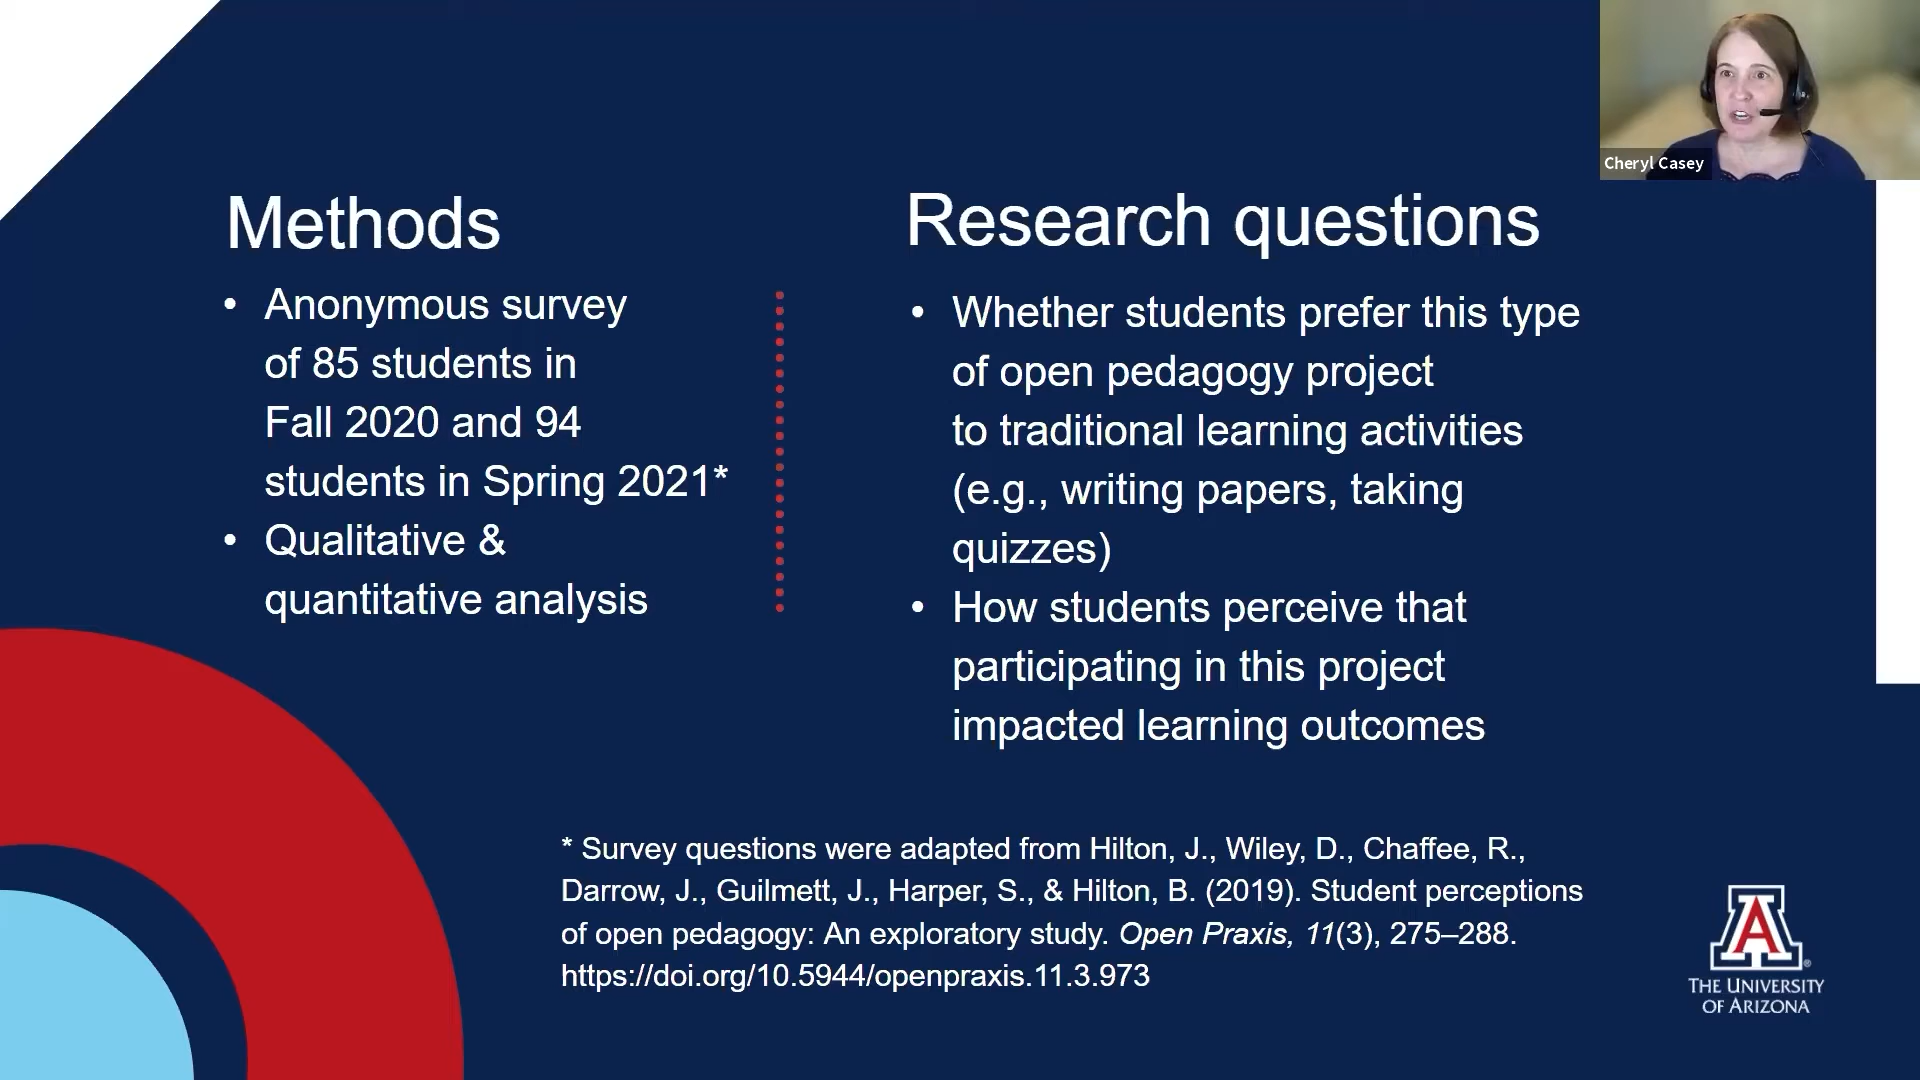 Cheryl Casey
Methods
• Anonymous survey
of 85 students in
Fall 2020 and 94
students in Spring 2021*
• Qualitative &
quantitative analysis
Research questions
• Whether students prefer this type
of open pedagogy project
to traditional learning activities
(e.g., writing papers, taking
quizzes)
• How students perceive that
participating in this project
impacted learning outcomes
* Survey questions were adapted from Hilton, J., Wiley, D., Chaffee, R.,
Darrow, J., Guilmett, J., Harper, S., & Hilton, B. (2019). Student perceptions
of open pedagogy: An exploratory study. Open Praxis, 11(3), 275–288.
https://doi.org/10.5944/openpraxis.11.3.973
A®
THE UNIVERSITY
OF ARIZONA